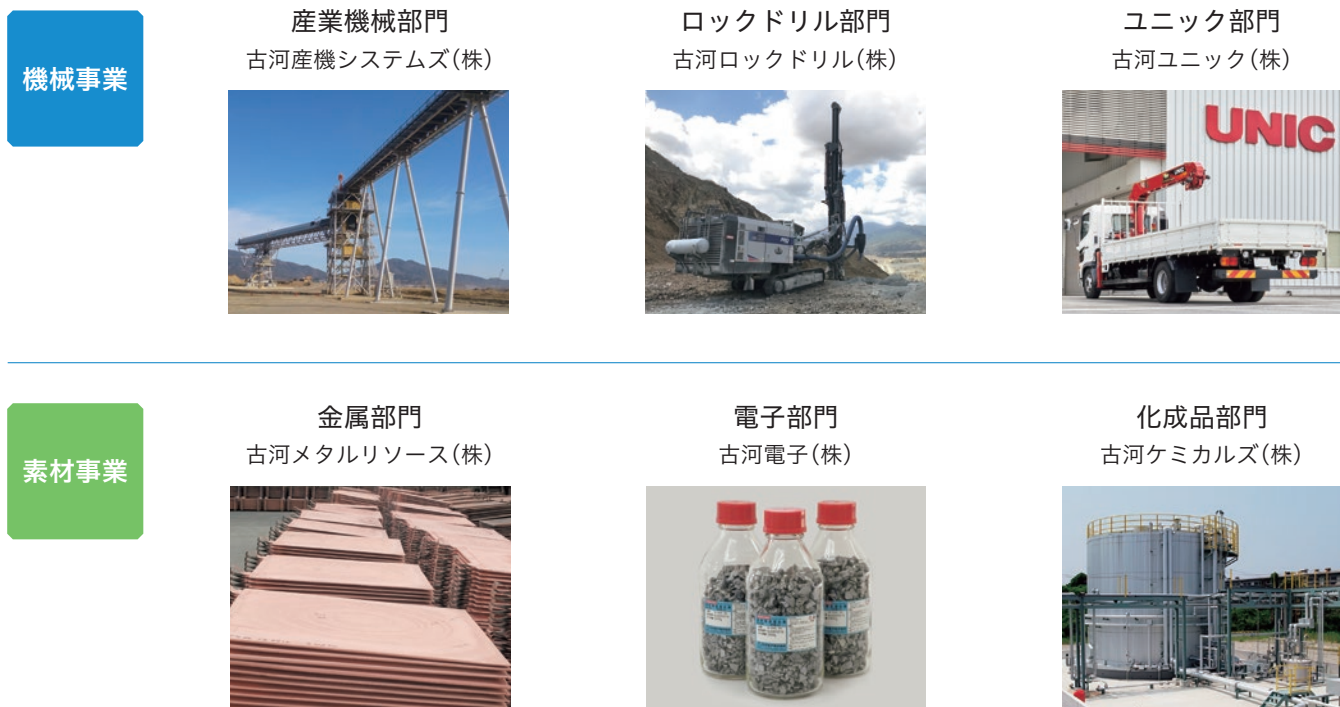 機械事業
産業機械部門
古河産機システムズ(株)
ロックドリル部門
古河ロックドリル(株)
ユニック部門
古河ユニック(株)
UNIC
素材事業
金属部門
古河メタルリソース(株)
電子部門
古河電子(株)
化成品部門
古河ケミカルズ(株)